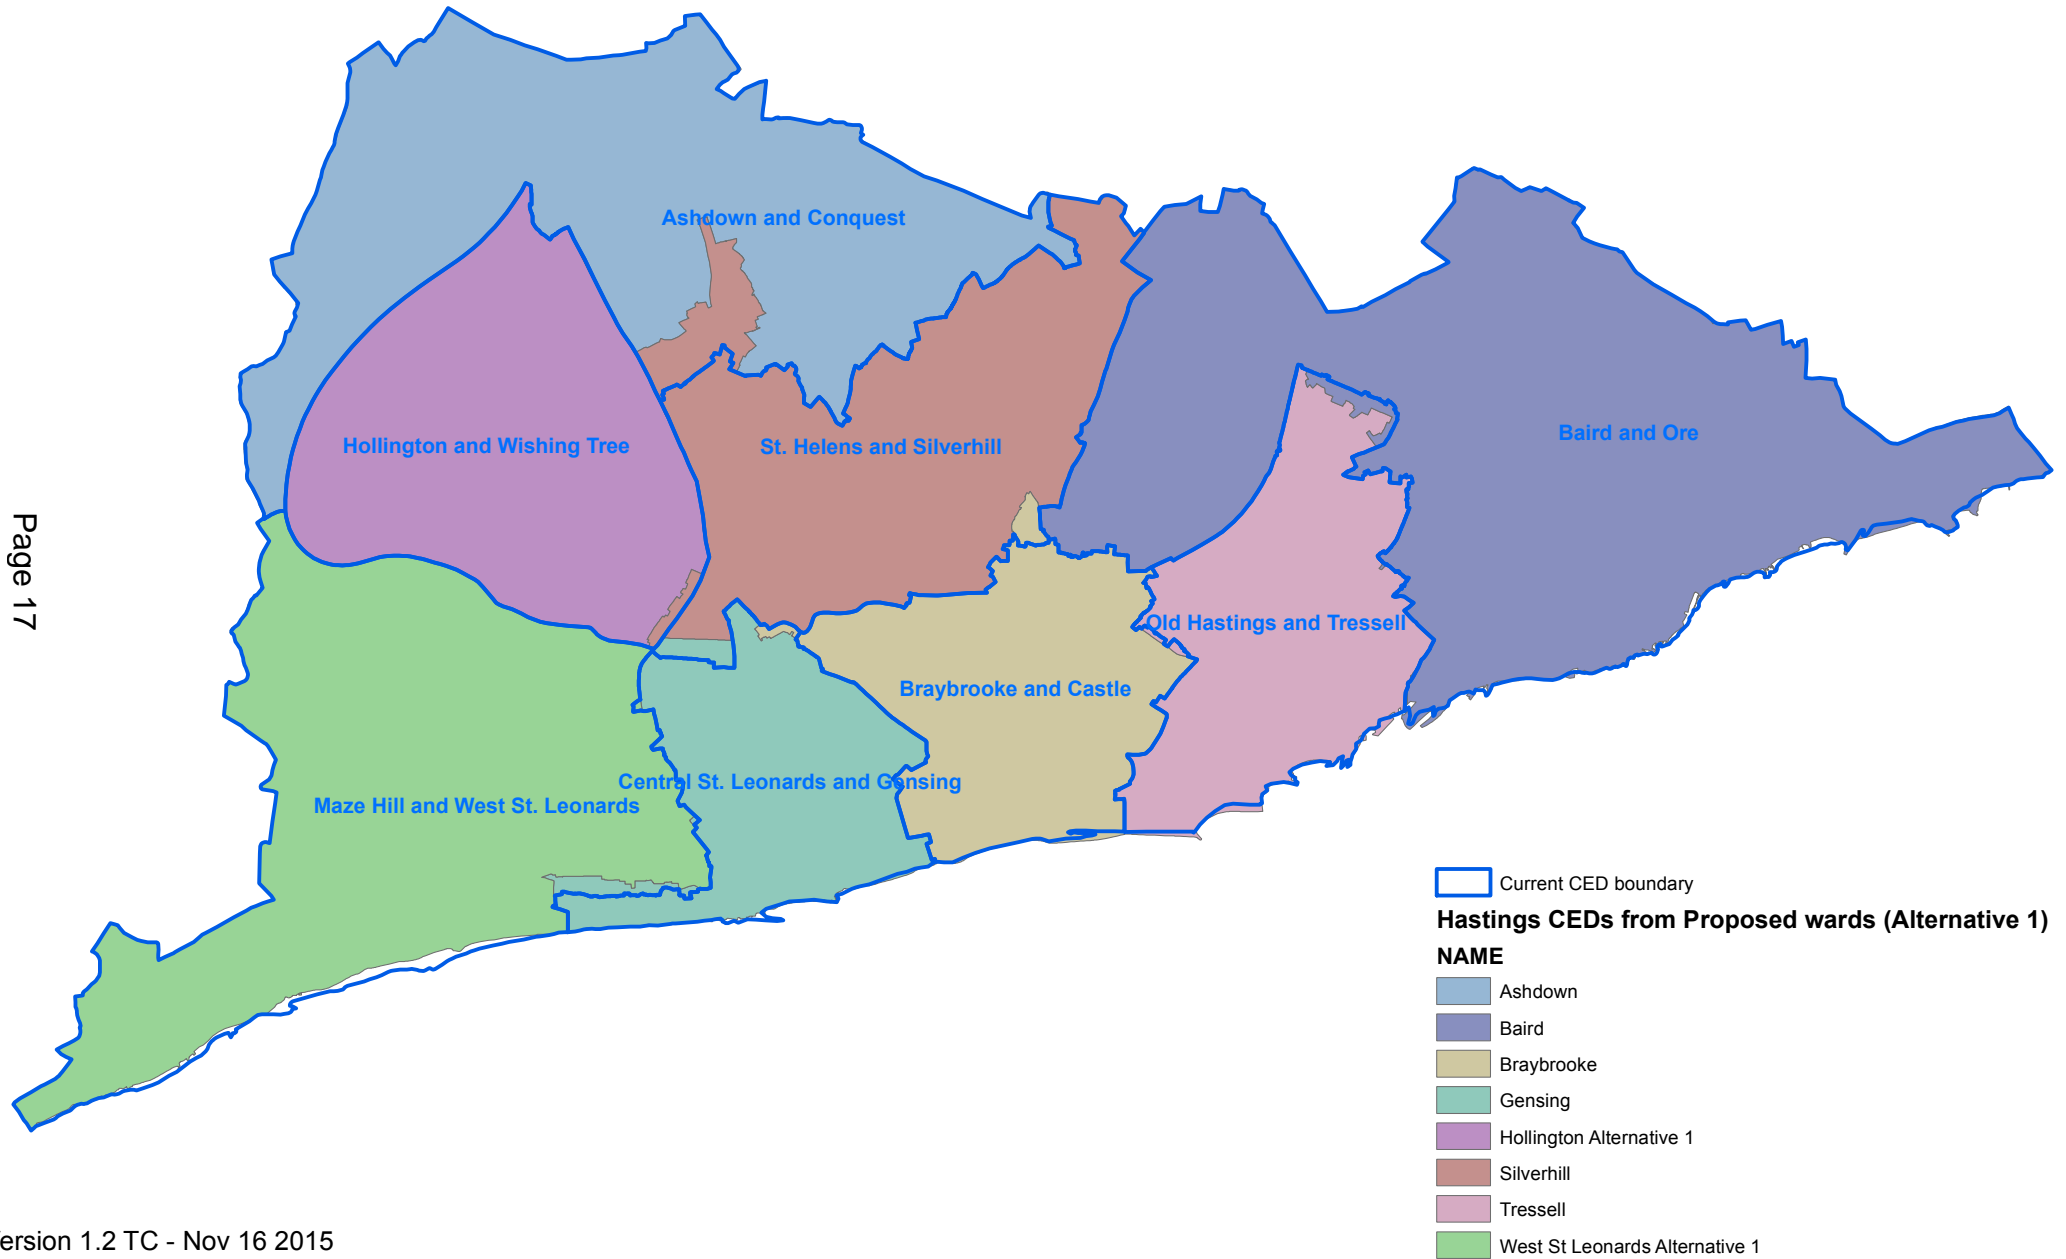 Ashdown and Conquest
Hollington and Wishing Tree
St. Helens and Silverhill
Baird and Ore
Page 17
Old Hastings and Tressell
Braybrooke and Castle
Central St. Leonards and Gensing
Maze Hill and West St. Leonards
Current CED boundary
Hastings CEDs from Proposed wards (Alternative 1)
NAME
Ashdown
Baird
Braybrooke
Gensing
Hollington Alternative 1
Silverhill
Tressell
West St Leonards Alternative 1
ersion 1.2 TC - Nov 16 2015